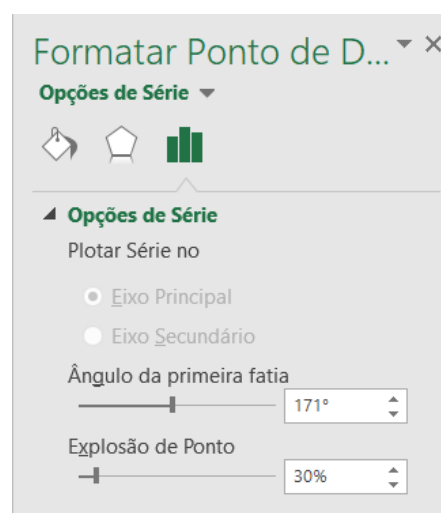 Formatar Ponto de D...
Opções de Série
Opções de Série
Plotar Série no
Eixo Principal
Eixo Secundário
Ângulo da primeira fatia
171°
Explosão de Ponto
30%